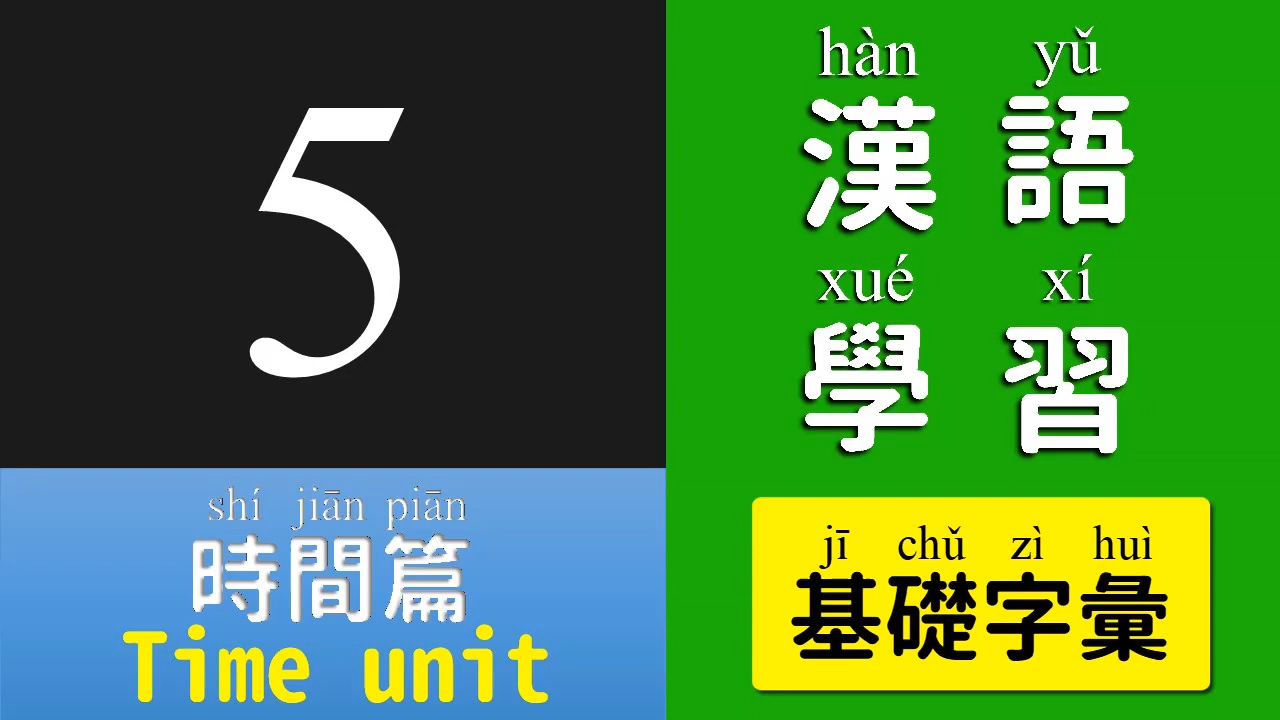 5
shí jiān piān
時間篇
Time unit
hàn yǔ
漢語
xué xí
學習
jī chǔ zì huì
基礎字彙